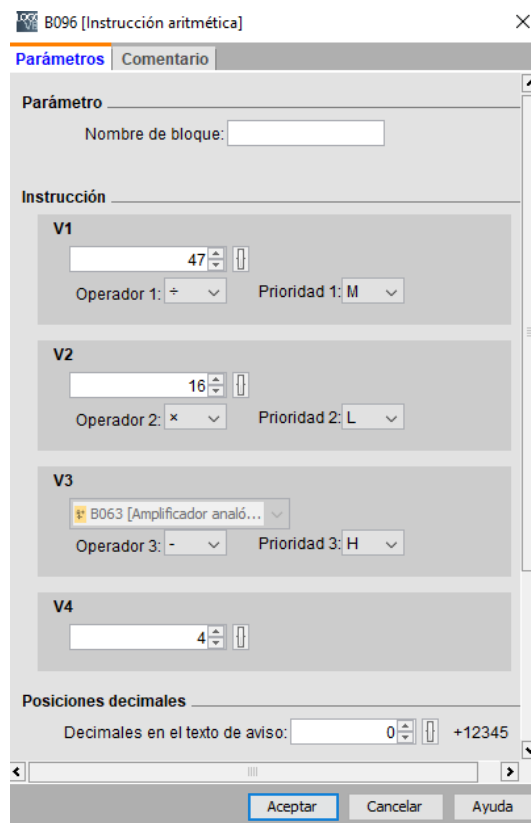 B096 [Instrucción aritmética]
Parámetros Comentario
Parámetro
Nombre de bloque:
Instrucción
V1
47
Operador 1: ÷ Prioridad 1: M
V2
16
Operador 2: × Prioridad 2: L
V3
B063 [Amplificador analó...
Operador 3: - Prioridad 3: H
V4
4
Posiciones decimales
Decimales en el texto de aviso: 0 +12345
Aceptar Cancelar Ayuda